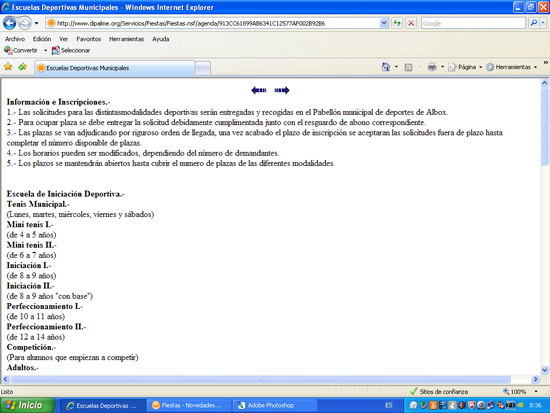 Escuelas Deportivas Municipales - Windows Internet Explorer
http://www.dipalme.org/Servicios/Fiestas/Fiestas.nsf/agenda/913CC61899AB6341C12577AF002B92B6
Google
Archivo Edición Ver Favoritos Herramientas Ayuda
Convertir Seleccionar
Escuelas Deportivas Municipales
Página Herramientas
Información e Inscripciones.-
1.- Las solicitudes para las distintasmodalidades deportivas serán entregadas y recogidas en el Pabellón municipal de deportes de Albox.
2.- Para ocupar plaza se debe entregar la solicitud debidamente cumplimentada junto con el resguardo de abono correspondiente.
3.- Las plazas se van adjudicando por riguroso orden de llegada, una vez acabado el plazo de inscripción se aceptaran las solicitudes fuera de plazo hasta
completar el número disponible de plazas.
4.- Los horarios pueden ser modificados, dependiendo del número de demandantes.
5.- Los plazos se mantendrán abiertos hasta cubrir el numero de plazas de las diferentes modalidades.
Escuela de Iniciación Deportiva.-
Tenis Municipal.-
(Lunes, martes, miércoles, viernes y sábados)
Mini tenis I.-
(de 4 a 5 años)
Mini tenis II.-
(de 6 a 7 años)
Iniciación I.-
(de 8 a 9 años)
Iniciación II.-
(de 8 a 9 años "con base")
Perfeccionamiento I.-
(de 10 a 11 años)
Perfeccionamiento II.-
(de 12 a 14 años)
Competición.-
(Para alumnos que empiezan a competir)
Adultos.-
Listo Sitios de confianza 100%
Inicio Escuelas Deportivas ... Fiestas - Novedades... Adobe Photoshop ES 8:36